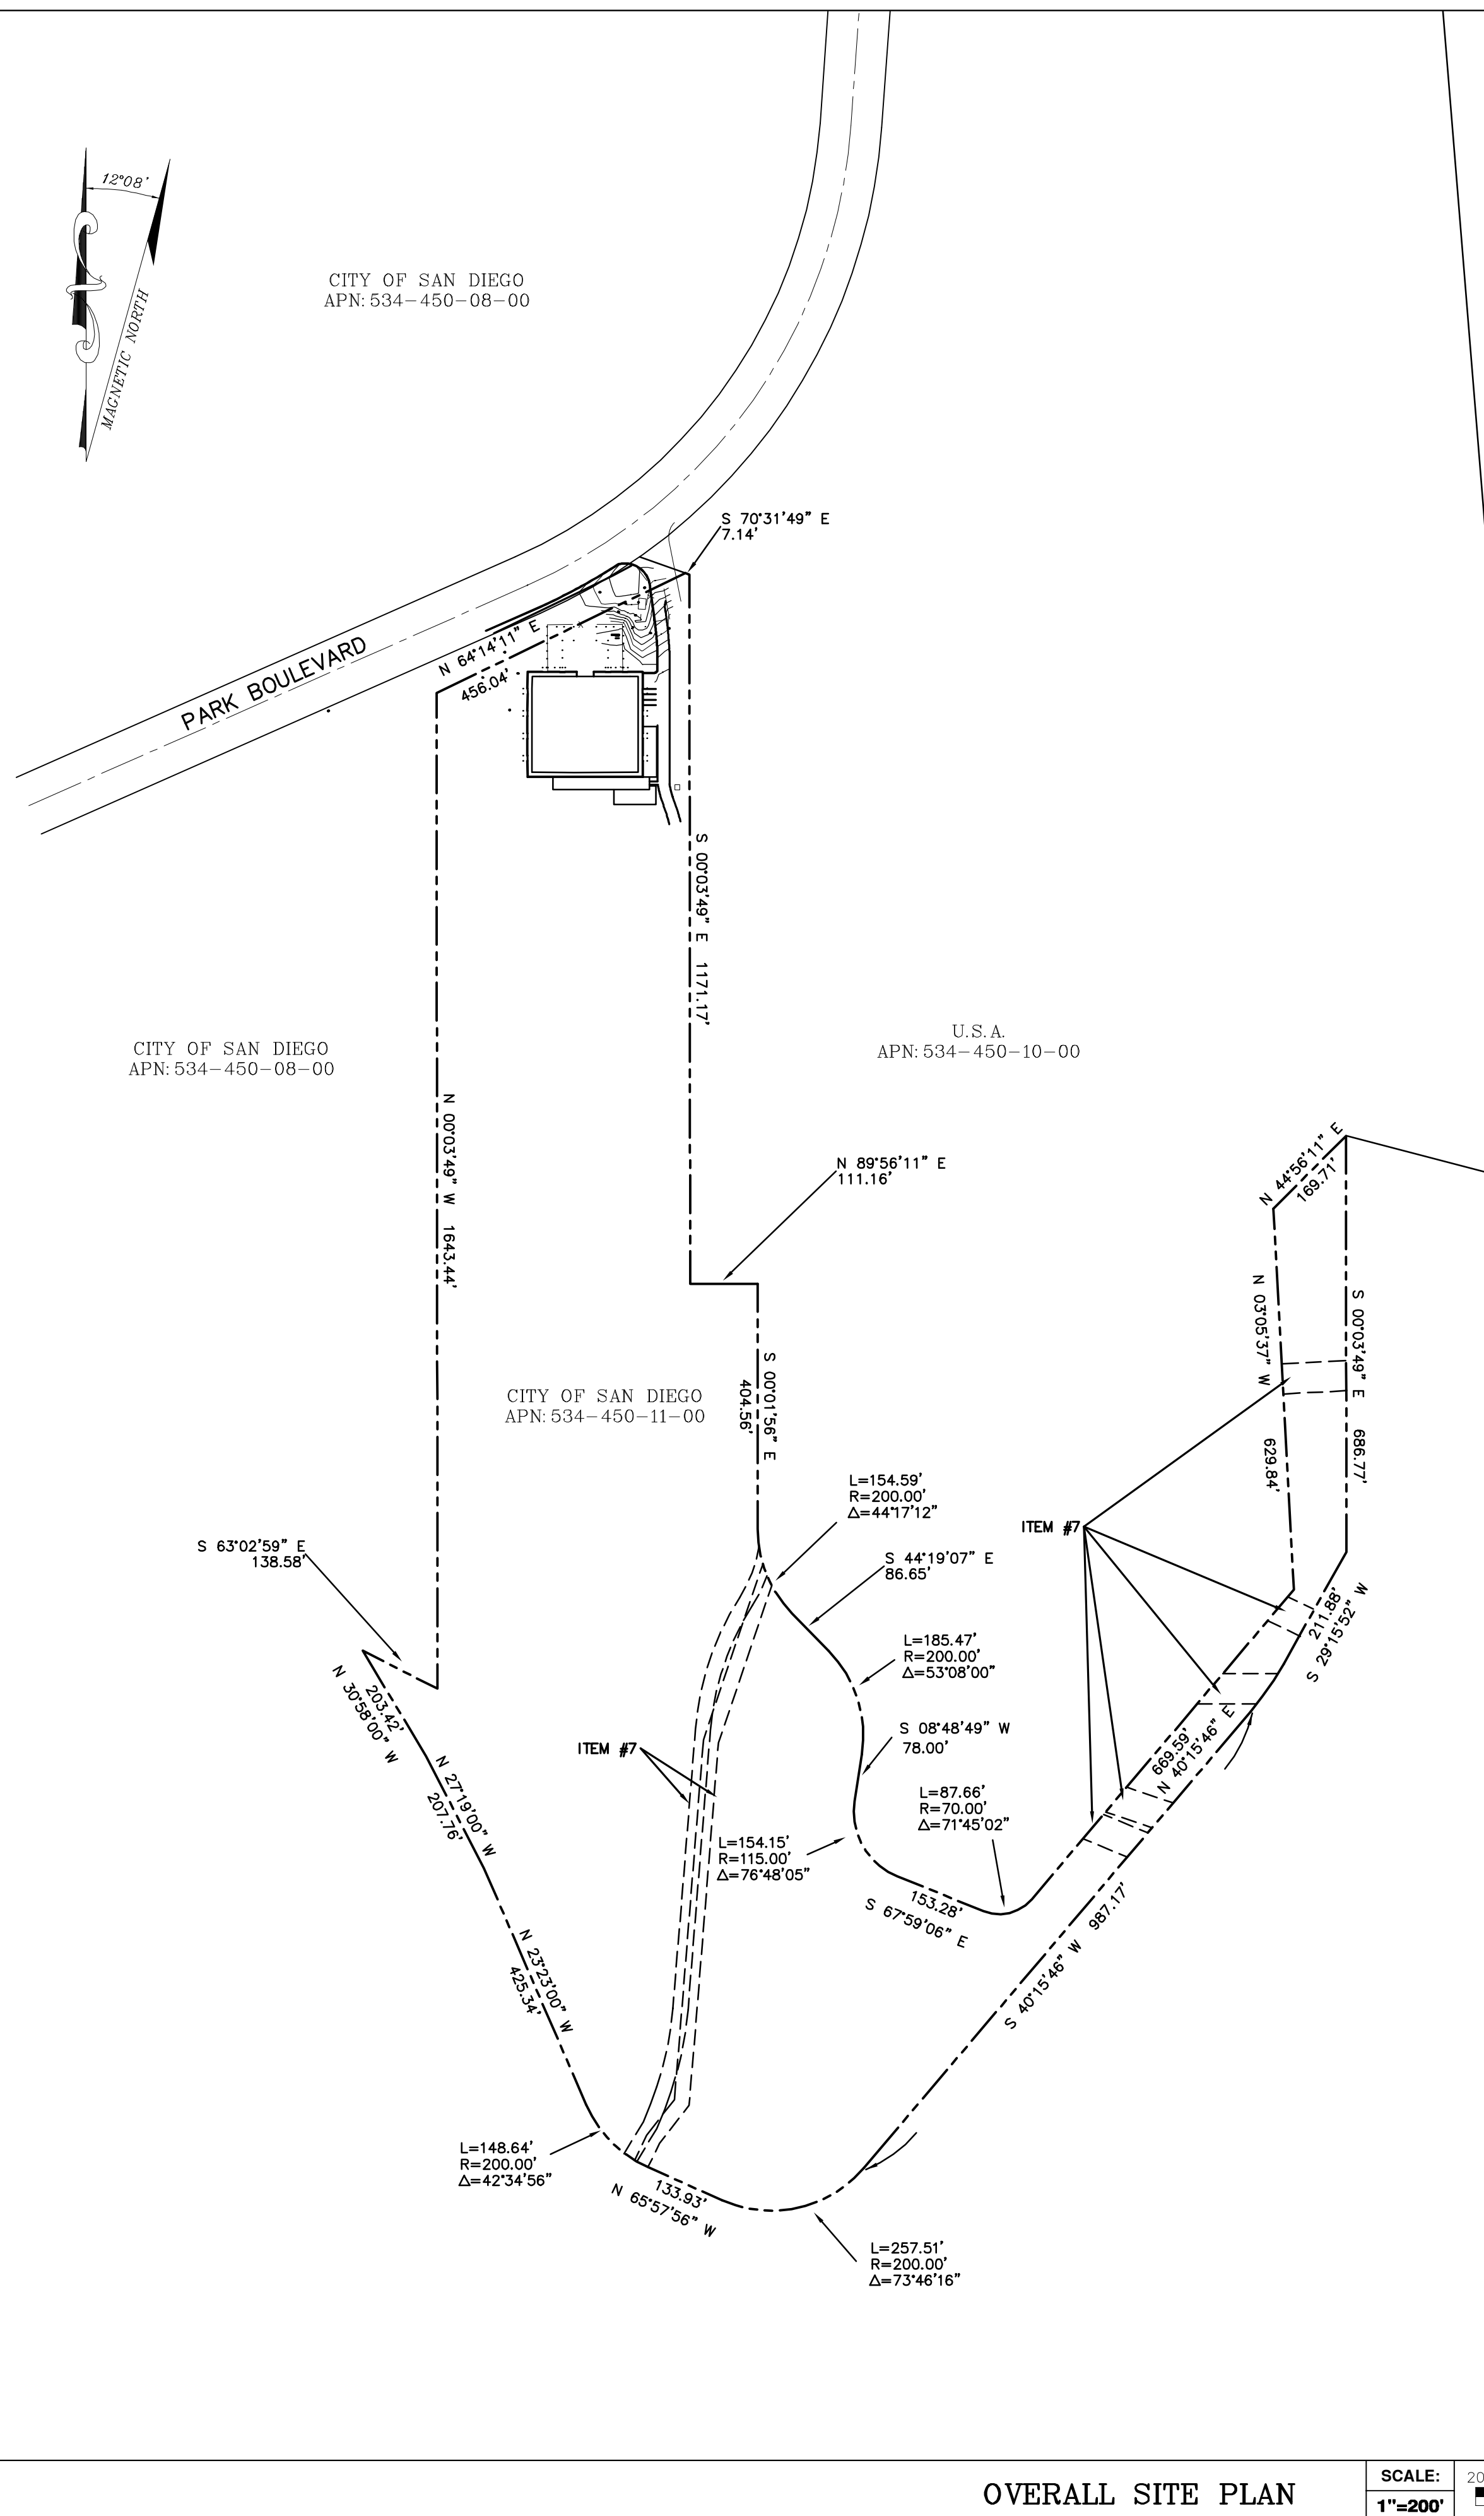 12°08'
MAGNETIC NORTH
CITY OF SAN DIEGO
APN: 534-450-08-00
S 70°31'49" E
7.14'
PARK BOULEVARD
N 64°14'11" E
456.04'
S 00°03'49" E 1171.17'
CITY OF SAN DIEGO
APN: 534-450-08-00
U.S.A.
APN: 534-450-10-00
N 00°03'49" W 1643.44'
N 89°56'11" E
111.16'
N 44°56'11" E
169.71'
N 03°05'37" W
629.84'
S 00°03'49" E 686.77'
CITY OF SAN DIEGO
APN: 534-450-11-00
S 00°01'56" E
404.56'
L=154.59'
R=200.00'
Δ=44°17'12"
ITEM #7
S 63°02'59" E
138.58'
S 44°19'07" E
86.65'
211.88'
S 29°15'52" W
L=185.47'
R=200.00'
Δ=53°08'00"
203.42'
N 30°58'00" W
S 08°48'49" W
78.00'
ITEM #7
669.59'
N 40°15'46" E
N 27°19'00" W
207.76'
L=87.66'
R=70.00'
Δ=71°45'02"
L=154.15'
R=115.00'
Δ=76°48'05"
153.28'
S 67°59'06" E
S 40°15'46" W 987.17'
N 23°23'00" W
425.34'
L=148.64'
R=200.00'
Δ=42°34'56"
133.93'
N 65°57'56" W
L=257.51'
R=200.00'
Δ=73°46'16"
OVERALL SITE PLAN
SCALE:
1"=200'
20